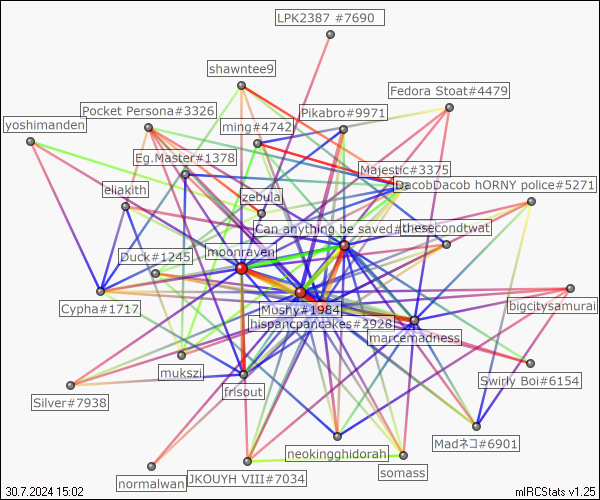 LPK2387 #7690
shawntee9
Fedora Stoat#4479
Pocket Persona#3326
Pikabro#9971
yoshimanden
ming#4742
Eg.Master#1378
Majestic#3375
DacobDacob hORNY police#5271
eliakith
zebula
Can anything be saved#
thesecondtwat
moonraven
Duck#1245
Cypha#1717
Mushy#1984
bigcitysamurai
hispancpancakes#2928
marcemadness
mukszi
Swirly Boi#6154
frisout
Silver#7938
Madネコ#6901
neokingghidorah
somass
JKOUYH VIII#7034
normalwan
30.7.2024 15:02
mIRCStats v1.25